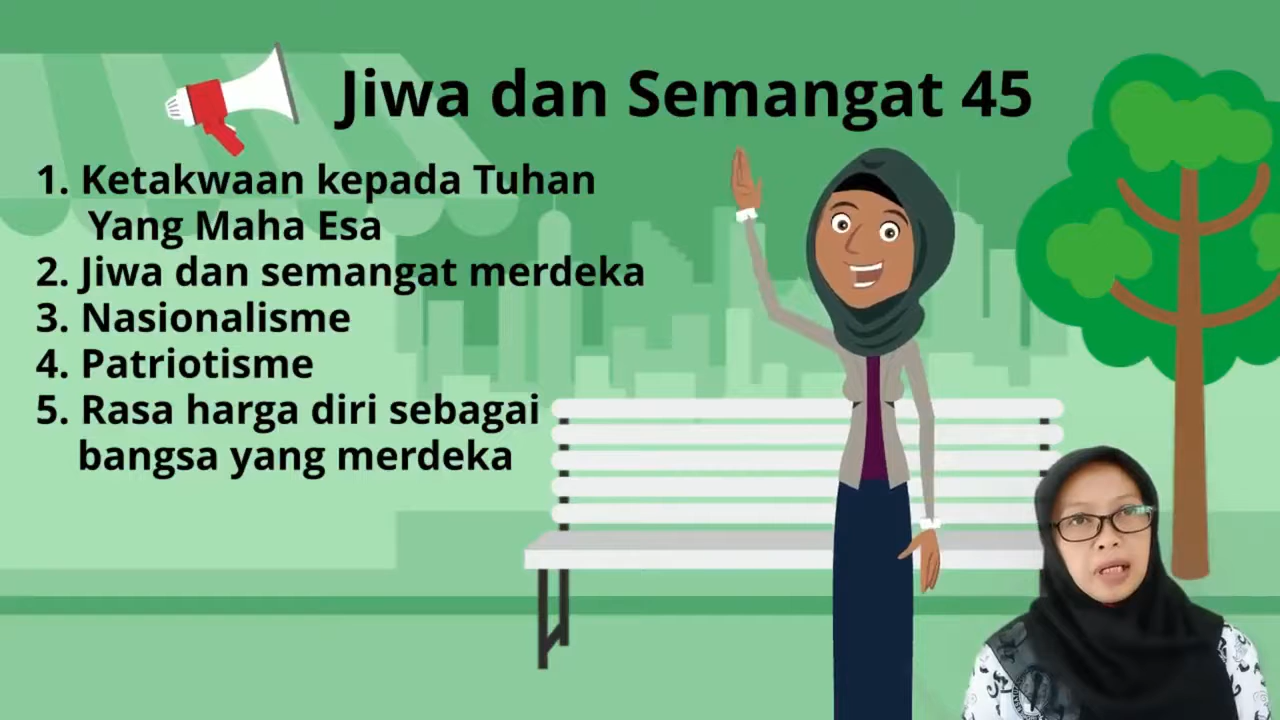 Jiwa dan Semangat 45
1. Ketakwaan kepada Tuhan
Yang Maha Esa
2. Jiwa dan semangat merdeka
3. Nasionalisme
4. Patriotisme
5. Rasa harga diri sebagai
bangsa yang merdeka